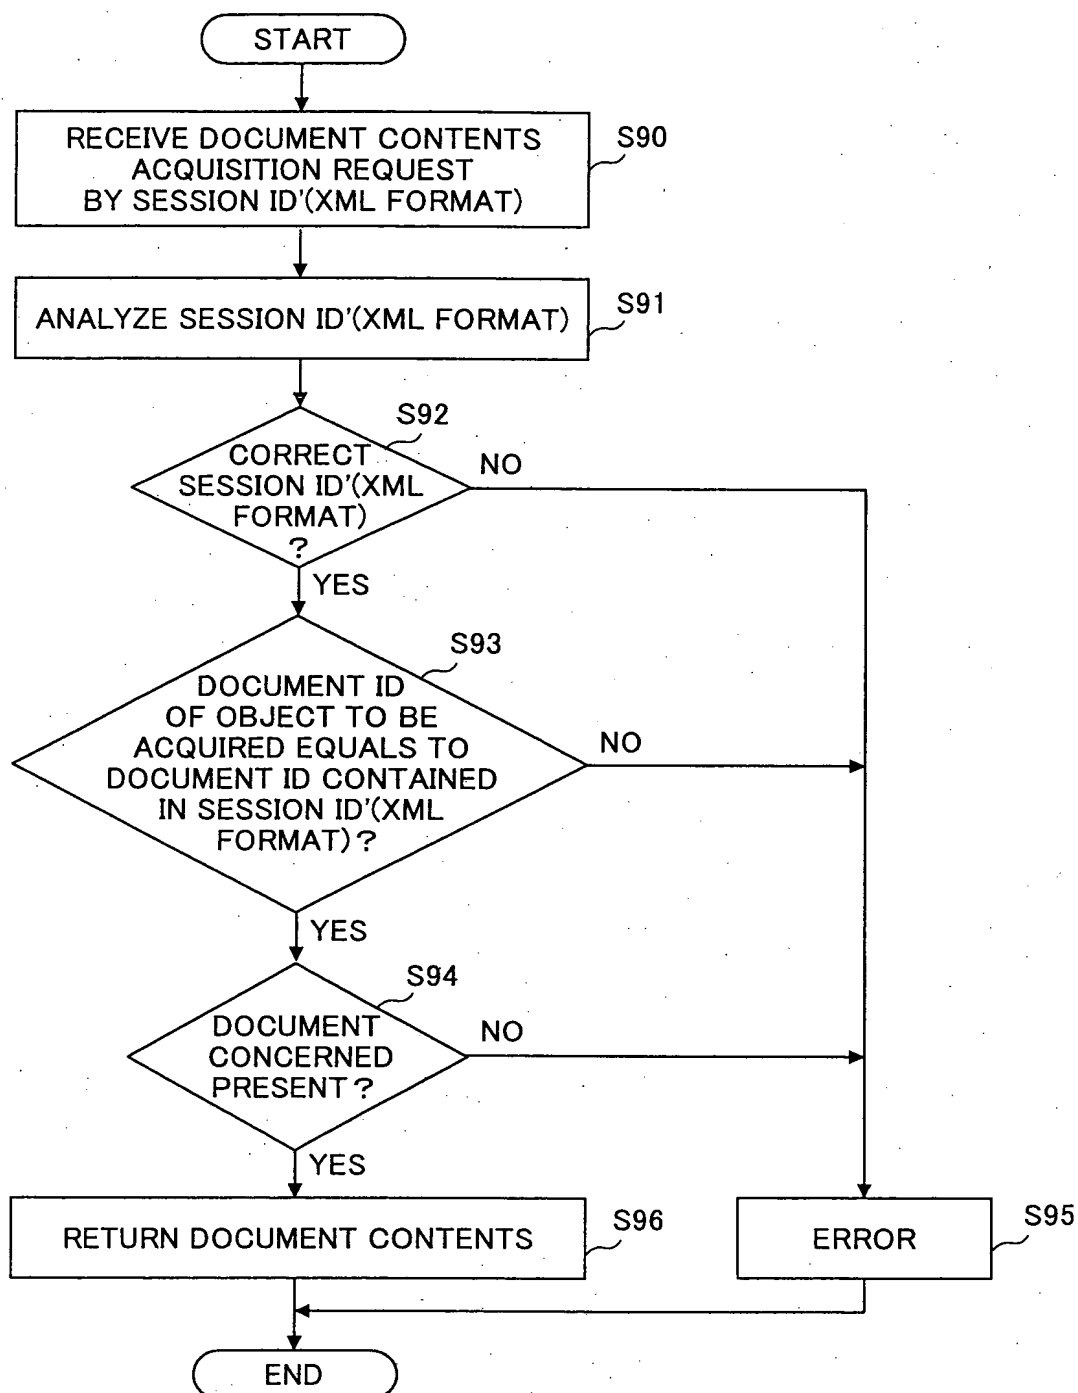 START
RECEIVE DOCUMENT CONTENTS
ACQUISITION REQUEST
BY SESSION ID'(XML FORMAT)
S90
ANALYZE SESSION ID'(XML FORMAT)
S91
S92
CORRECT
SESSION ID'(XML
FORMAT)
?
NO
YES
S93
DOCUMENT ID
OF OBJECT TO BE
ACQUIRED EQUALS TO
DOCUMENT ID CONTAINED
IN SESSION ID'(XML
FORMAT)?
NO
YES
S94
DOCUMENT
CONCERNED
PRESENT?
NO
YES
RETURN DOCUMENT CONTENTS
S96
ERROR
S95
END